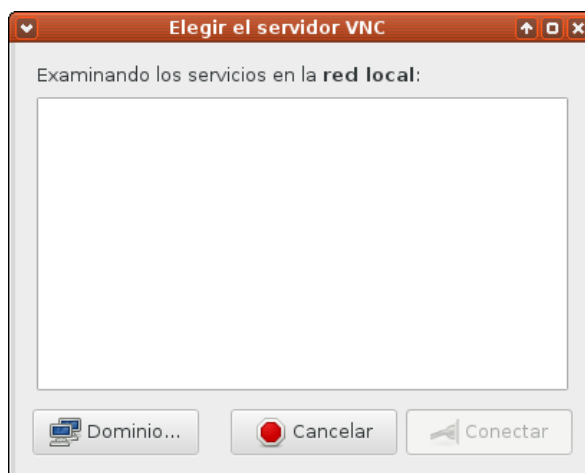 Elegir el servidor VNC
Examinando los servicios en la red local:
Dominio...
Cancelar
Conectar